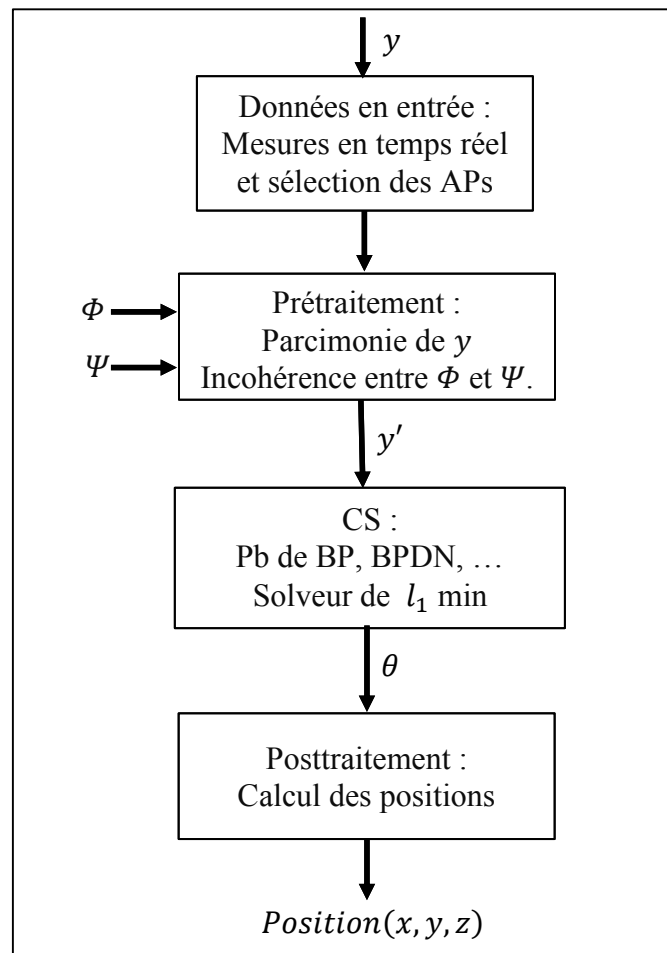 y
Données en entrée :
Mesures en temps réel
et sélection des APs
Φ
Ψ
Prétraitement :
Parcimonie de y
Incohérence entre Φ et Ψ.
y′
CS :
Pb de BP, BPDN, …
Solveur de l₁ min
θ
Posttraitement :
Calcul des positions
Position(x, y, z)